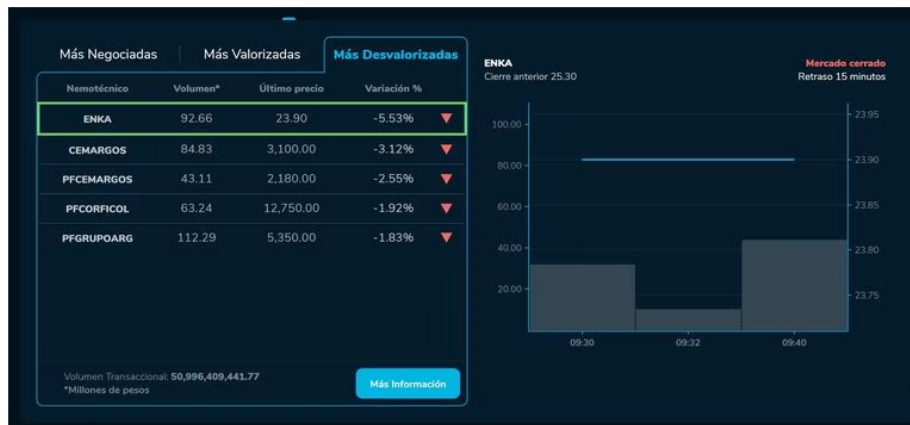 Más Negociadas
Más Valorizadas
Más Desvalorizadas
Nemotécnico Volumen* Último precio Variación %
ENKA 92.66 23.90 -5.53%
CEMARGOS 84.83 3,100.00 -3.12%
PFCEMARGOS 43.11 2,180.00 -2.55%
PFCORFICOL 63.24 12,750.00 -1.92%
PFGRUPOARG 112.29 5,350.00 -1.83%
Volumen Transaccional: 50,996,409,441.77
*Millones de pesos
Más Información
ENKA
Cierre anterior 25.30
Mercado cerrado
Retraso 15 minutos
100.00
80.00
60.00
40.00
20.00
23.95
23.90
23.85
23.80
23.75
09:30 09:32 09:40